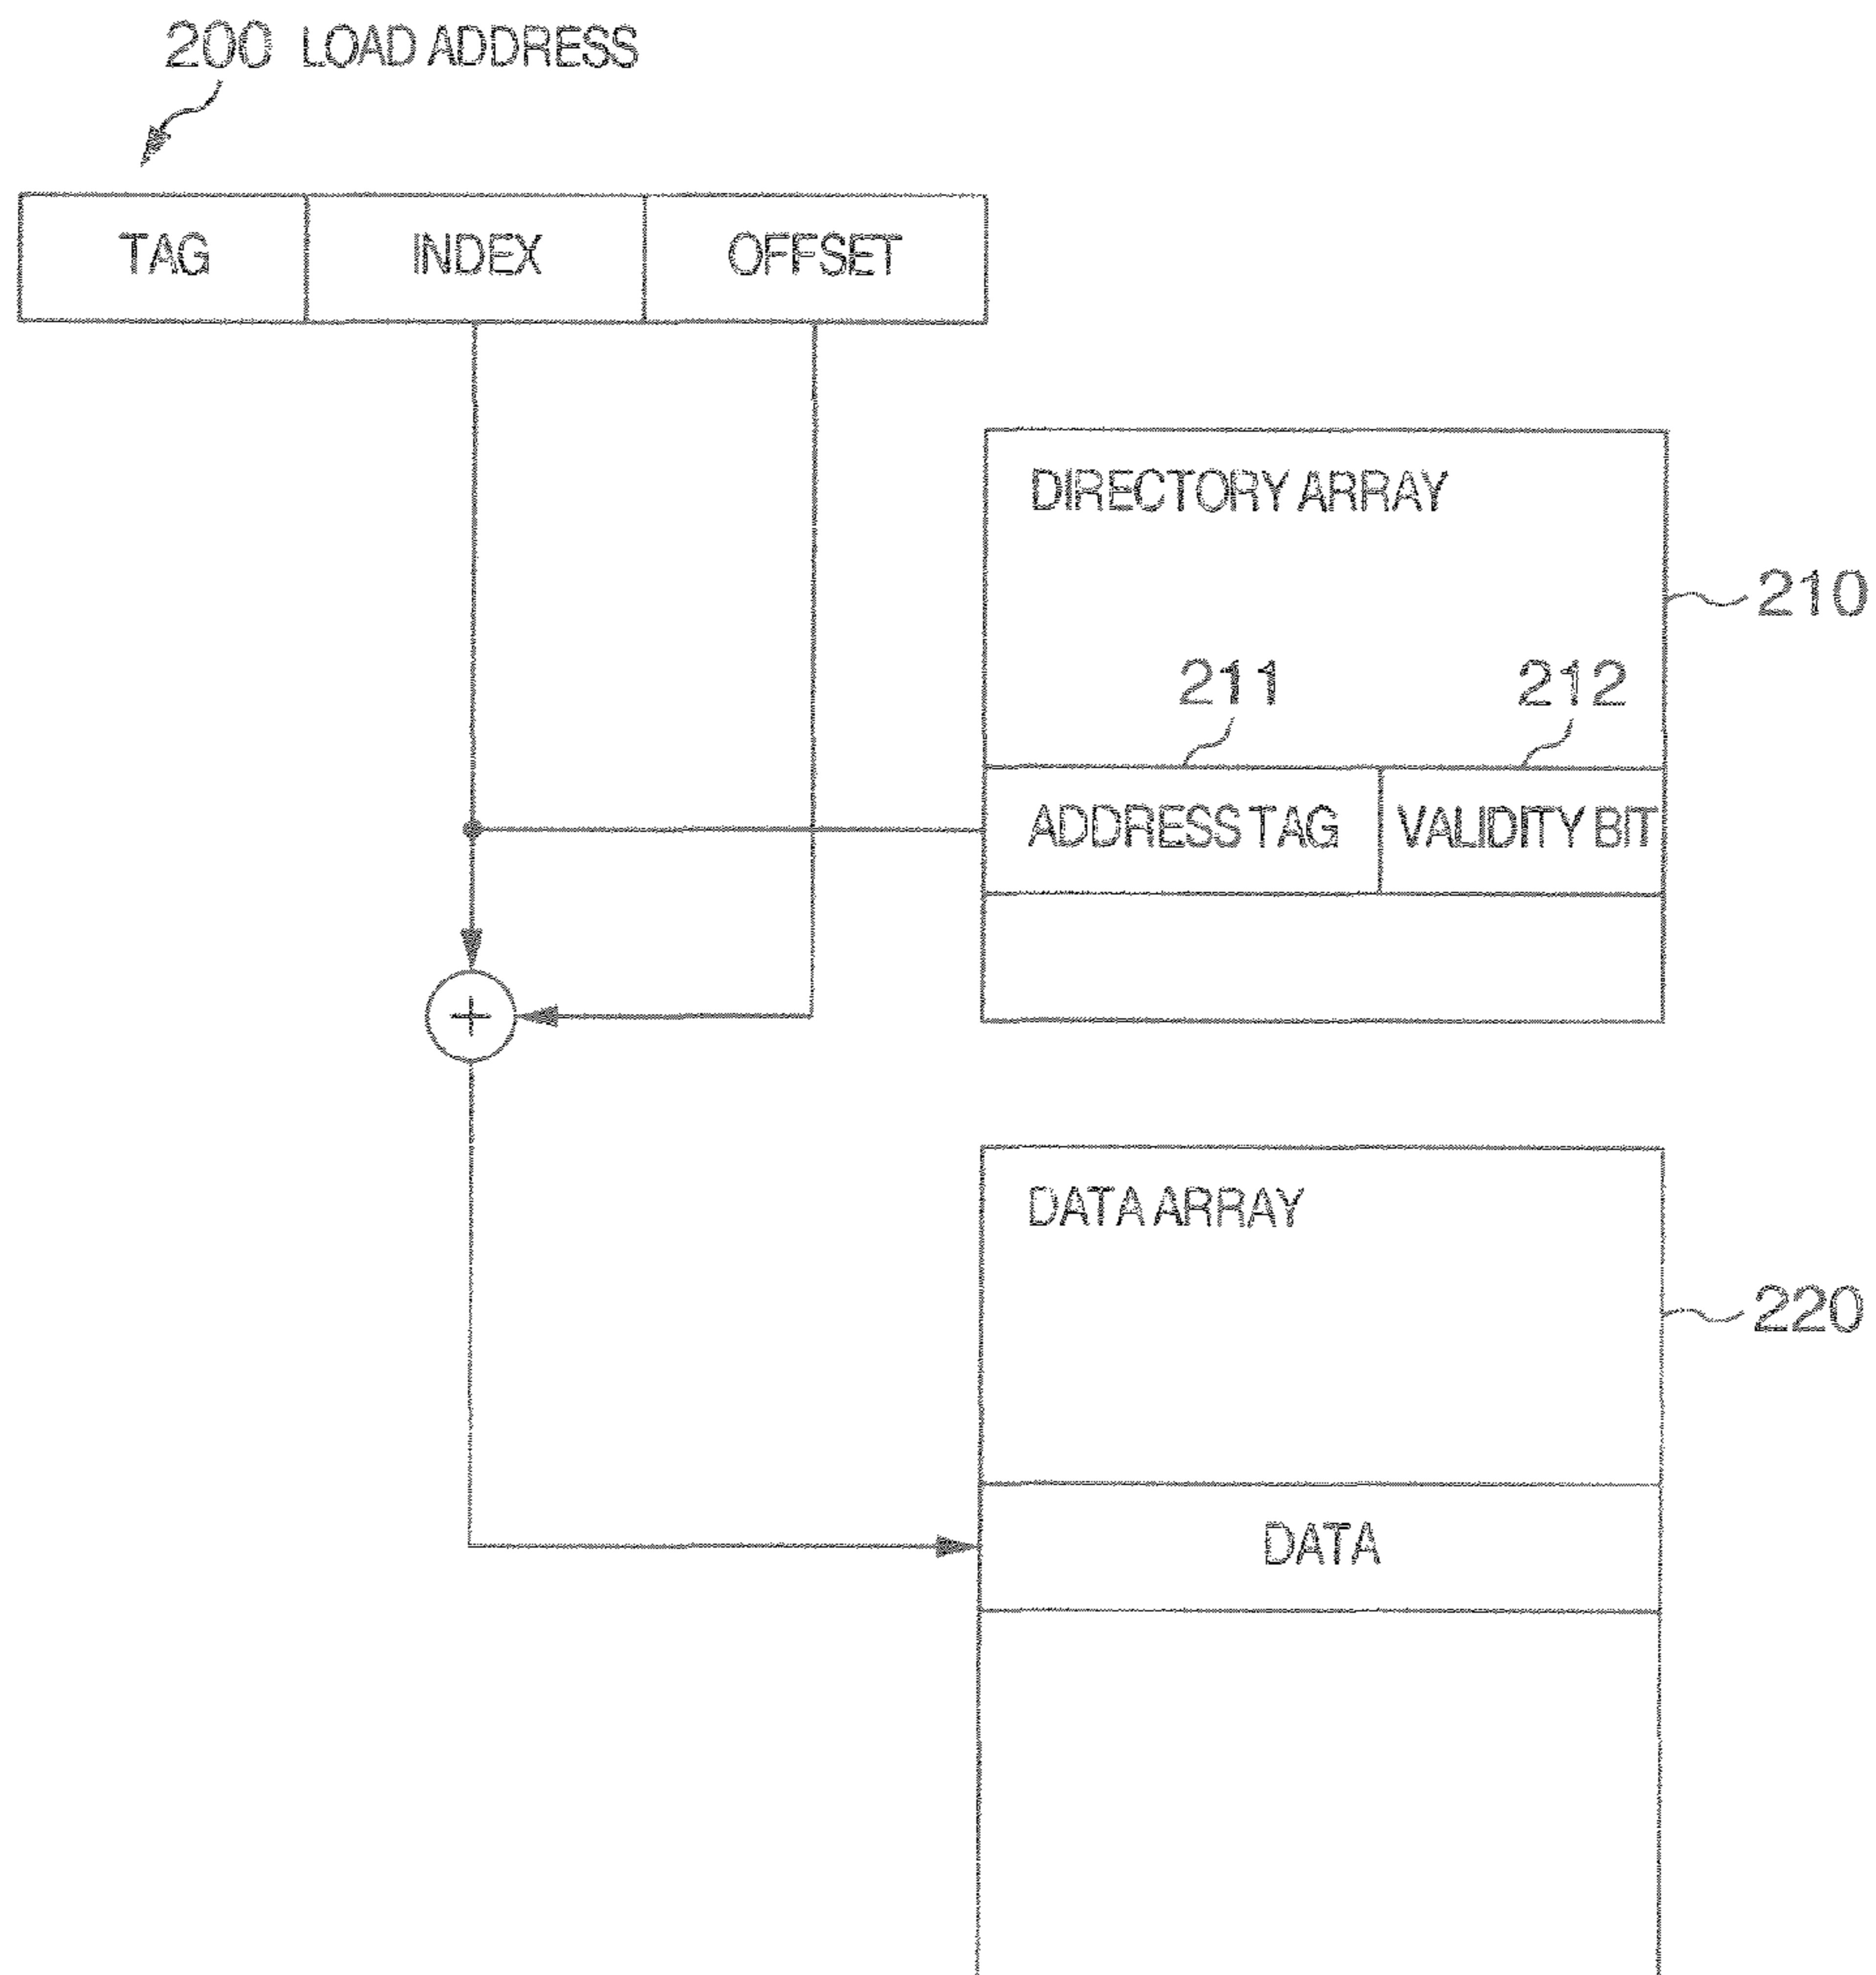 200 LOAD ADDRESS
TAG INDEX OFFSET
DIRECTORY ARRAY
210
211 212
ADDRESS TAG VALIDITY BIT
+
DATA ARRAY
220
DATA